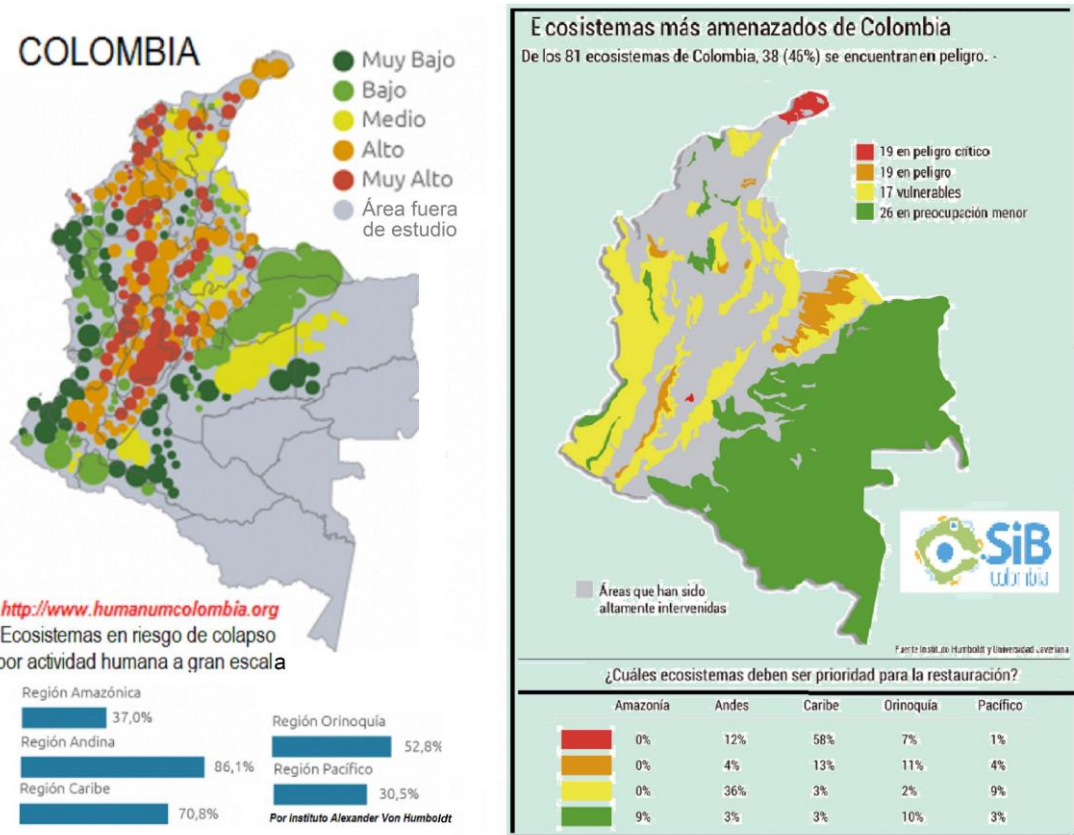 COLOMBIA
Muy Bajo
Bajo
Medio
Alto
Muy Alto
Área fuera
de estudio
http://www.humanumcolombia.org
Ecosistemas en riesgo de colapso
por actividad humana a gran escala
Región Amazónica
37,0%
Región Andina
86,1%
Región Caribe
70,8%
Región Orinoquía
52,8%
Región Pacífico
30,5%
Por Instituto Alexander Von Humboldt
Ecosistemas más amenazados de Colombia
De los 81 ecosistemas de Colombia, 38 (46%) se encuentran en peligro. -
19 en peligro crítico
19 en peligro
17 vulnerables
26 en preocupación menor
SiB
Colombia
Áreas que han sido
altamente intervenidas
Fuente Instituto Humboldt y Universidad Javeriana
¿Cuáles ecosistemas deben ser prioridad para la restauración?
Amazonía Andes Caribe Orinoquía Pacífico
0% 12% 58% 7% 1%
0% 4% 13% 11% 4%
0% 36% 3% 2% 9%
9% 3% 3% 10% 3%